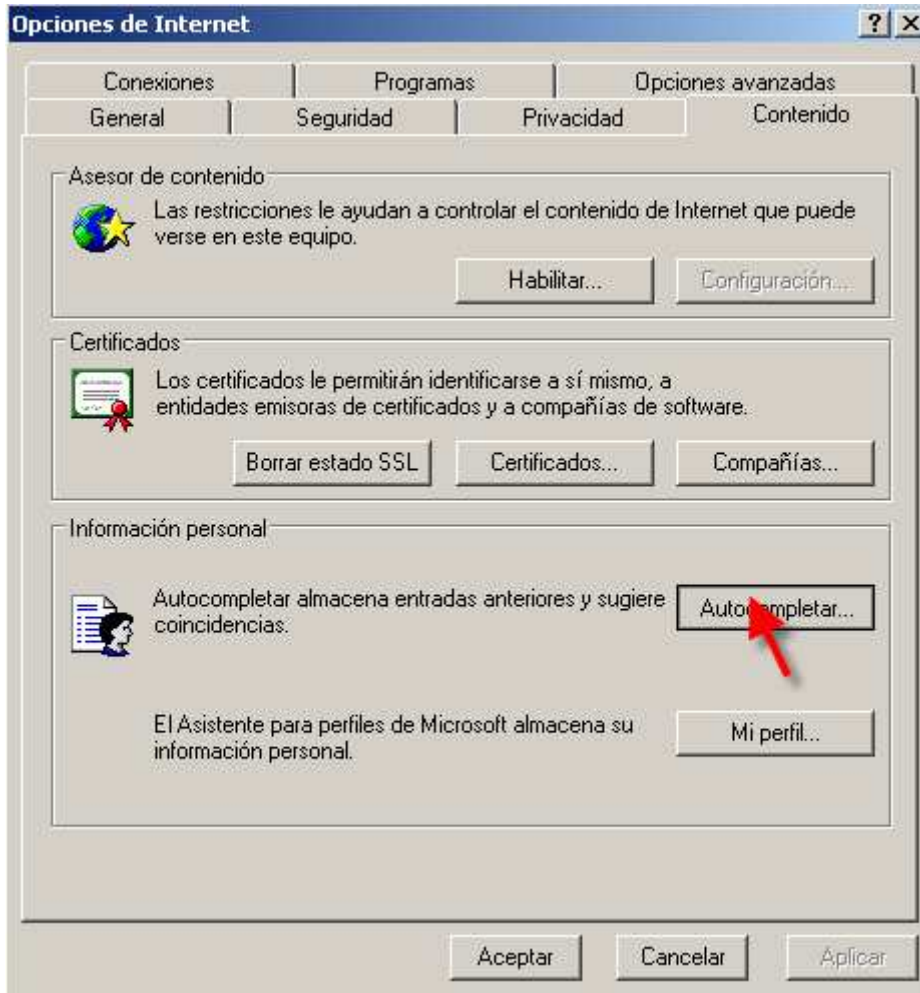 Opciones de Internet
Conexiones Programas Opciones avanzadas
General Seguridad Privacidad Contenido
Asesor de contenido
Las restricciones le ayudan a controlar el contenido de Internet que puede
verse en este equipo.
Habilitar... Configuración...
Certificados
Los certificados le permitirán identificarse a sí mismo, a
entidades emisoras de certificados y a compañías de software.
Borrar estado SSL Certificados... Compañías...
Información personal
Autocompletar almacena entradas anteriores y sugiere
coincidencias.
Autocompletar...
El Asistente para perfiles de Microsoft almacena su
información personal.
Mi perfil...
Aceptar Cancelar Aplicar